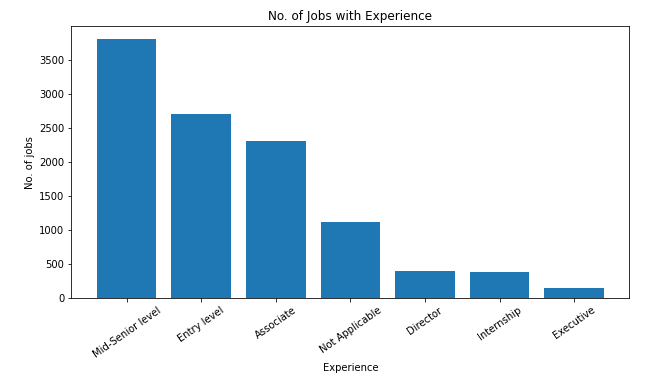 No. of Jobs with Experience
No. of jobs
3500
3000
2500
2000
1500
1000
500
0
Mid-Senior level
Entry level
Associate
Not Applicable
Director
Internship
Executive
Experience